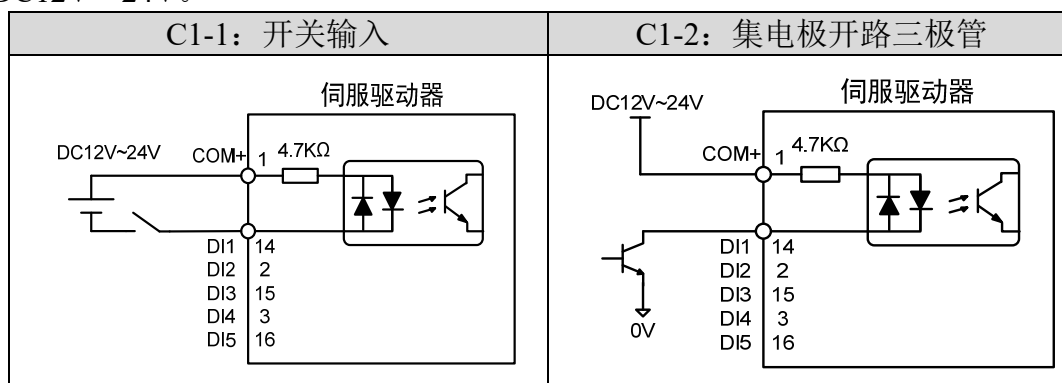 DC12V~24V。
C1-1：开关输入
C1-2：集电极开路三极管
伺服驱动器
DC12V~24V
COM+
1
4.7KΩ
DI1 14
DI2 2
DI3 15
DI4 3
DI5 16
伺服驱动器
DC12V~24V
COM+
1
4.7KΩ
DI1 14
DI2 2
DI3 15
DI4 3
DI5 16
0V